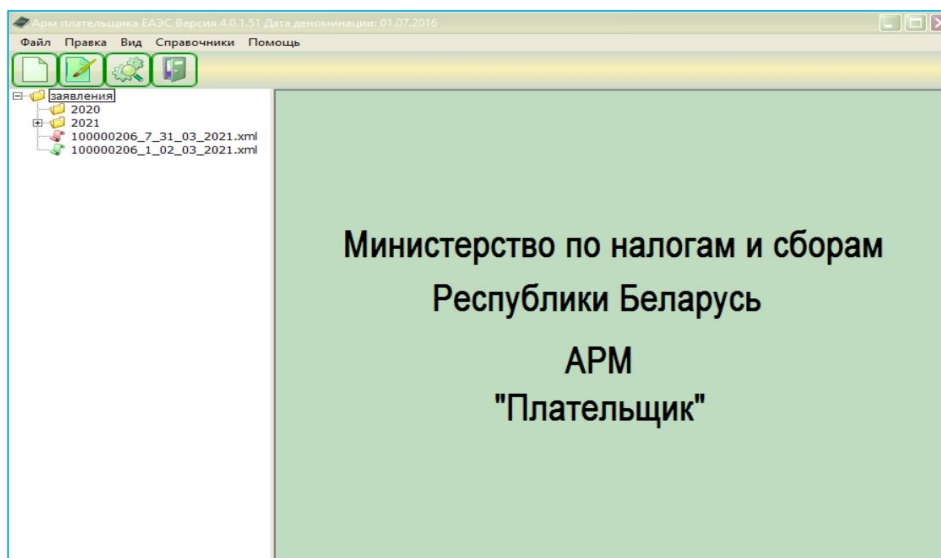 Арм плательщика ЕАЭС Версия 4.0.1.51 Дата деноминации: 01.07.2016
Файл Правка Вид Справочники Помощь
заявления
2020
2021
100000206_7_31_03_2021.xml
100000206_1_02_03_2021.xml
Министерство по налогам и сборам
Республики Беларусь
АРМ
"Плательщик"